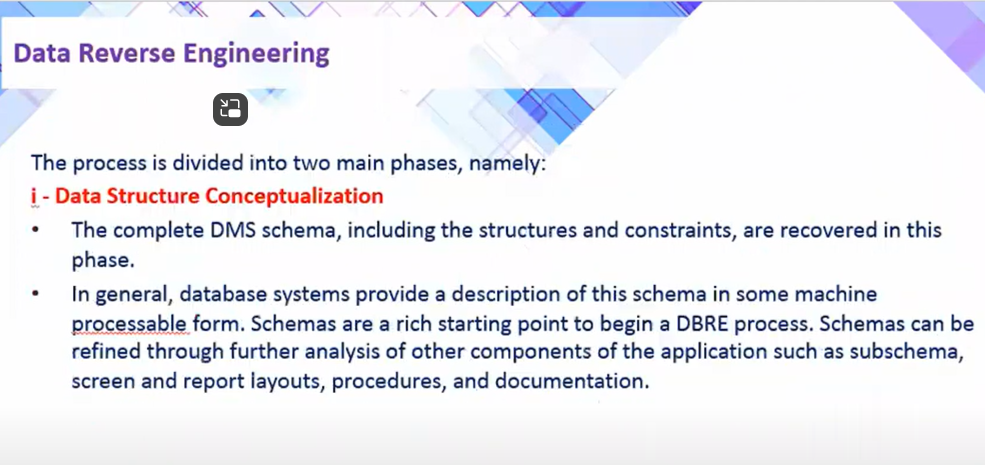 Data Reverse Engineering
The process is divided into two main phases, namely:
i - Data Structure Conceptualization
• The complete DMS schema, including the structures and constraints, are recovered in this
phase.
• In general, database systems provide a description of this schema in some machine
processable form. Schemas are a rich starting point to begin a DBRE process. Schemas can be
refined through further analysis of other components of the application such as subschema,
screen and report layouts, procedures, and documentation.